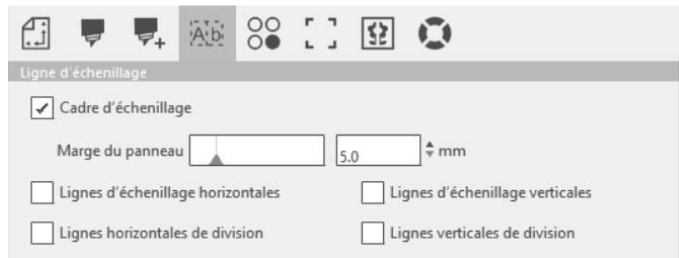 A b
Ligne d'échenillage
Cadre d'échenillage
Marge du panneau 5.0 mm
Lignes d'échenillage horizontales Lignes d'échenillage verticales
Lignes horizontales de division Lignes verticales de division